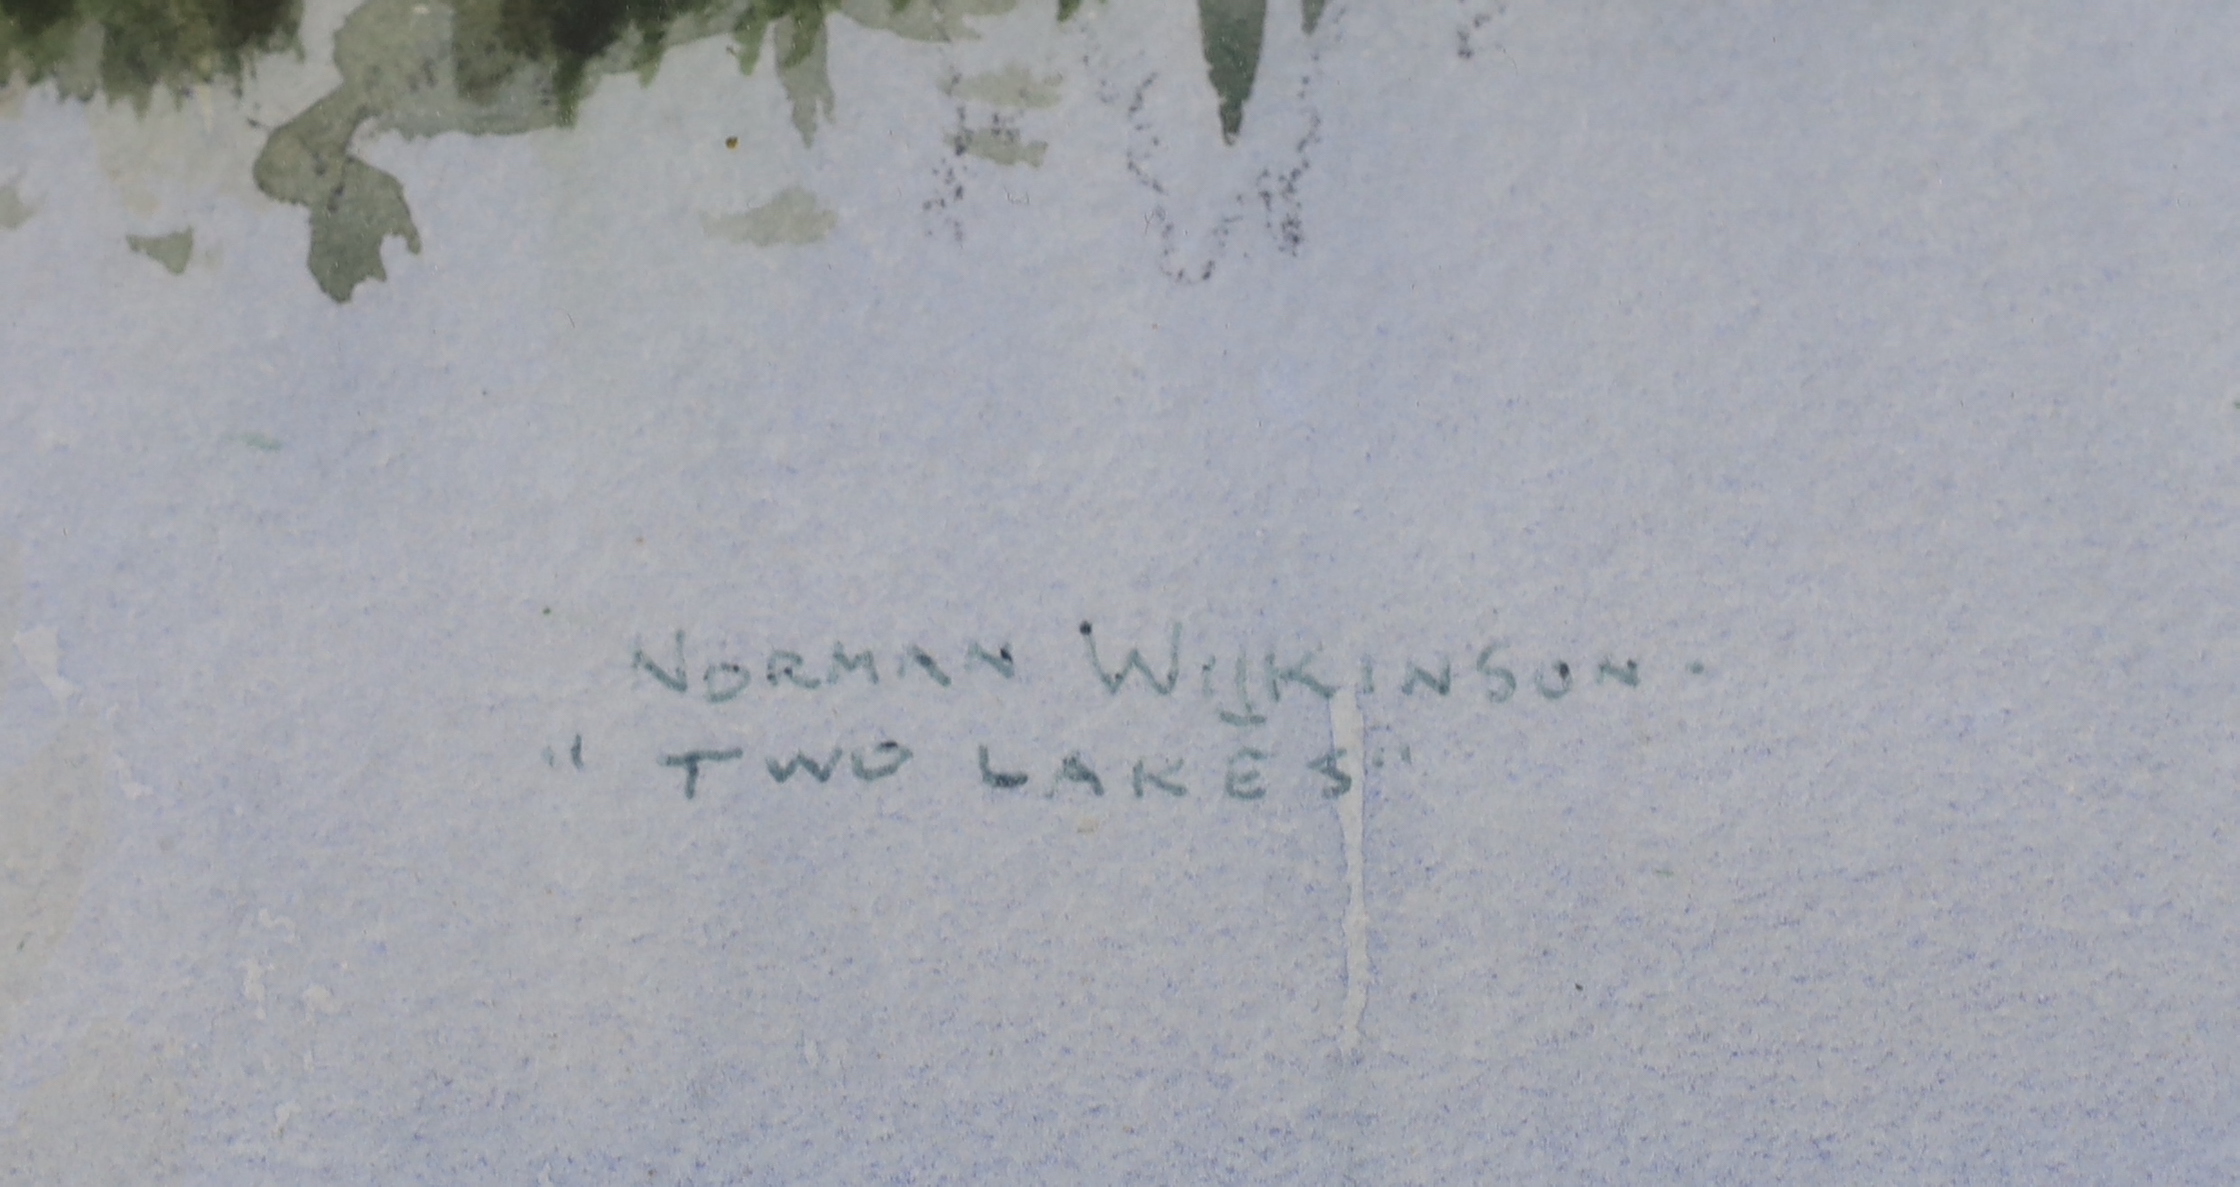 NORMAN WILKINSON.
"TWO LAKES"